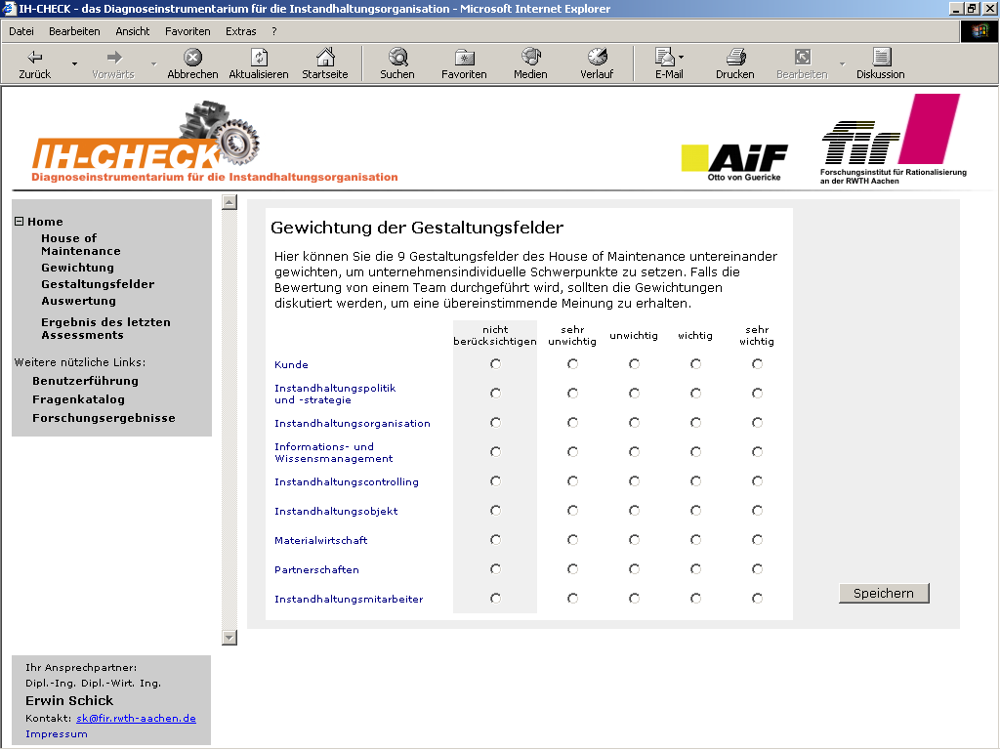 IH-CHECK - das Diagnoseinstrumentarium für die Instandhaltungsorganisation - Microsoft Internet Explorer
Datei Bearbeiten Ansicht Favoriten Extras ?
Zurück Vorwärts Abbrechen Aktualisieren Startseite Suchen Favoriten Medien Verlauf E-Mail Drucken Bearbeiten Diskussion
IH-CHECK
Diagnoseinstrumentarium für die Instandhaltungsorganisation
AiF
Otto von Guericke
fir
Forschungsinstitut für Rationalisierung
an der RWTH Aachen
Home
House of
Maintenance
Gewichtung
Gestaltungsfelder
Auswertung
Ergebnis des letzten
Assessments
Weitere nützliche Links:
Benutzerführung
Fragenkatalog
Forschungsergebnisse
Gewichtung der Gestaltungsfelder
Hier können Sie die 9 Gestaltungsfelder des House of Maintenance untereinander
gewichten, um unternehmensindividuelle Schwerpunkte zu setzen. Falls die
Bewertung von einem Team durchgeführt wird, sollten die Gewichtungen
diskutiert werden, um eine übereinstimmende Meinung zu erhalten.
nicht berücksichtigen sehr unwichtig unwichtig wichtig sehr wichtig
Kunde
Instandhaltungspolitik
und -strategie
Instandhaltungsorganisation
Informations- und
Wissensmanagement
Instandhaltungscontrolling
Instandhaltungsobjekt
Materialwirtschaft
Partnerschaften
Instandhaltungsmitarbeiter
Speichern
Ihr Ansprechpartner:
Dipl.-Ing. Dipl.-Wirt. Ing.
Erwin Schick
Kontakt: sk@fir.rwth-aachen.de
Impressum